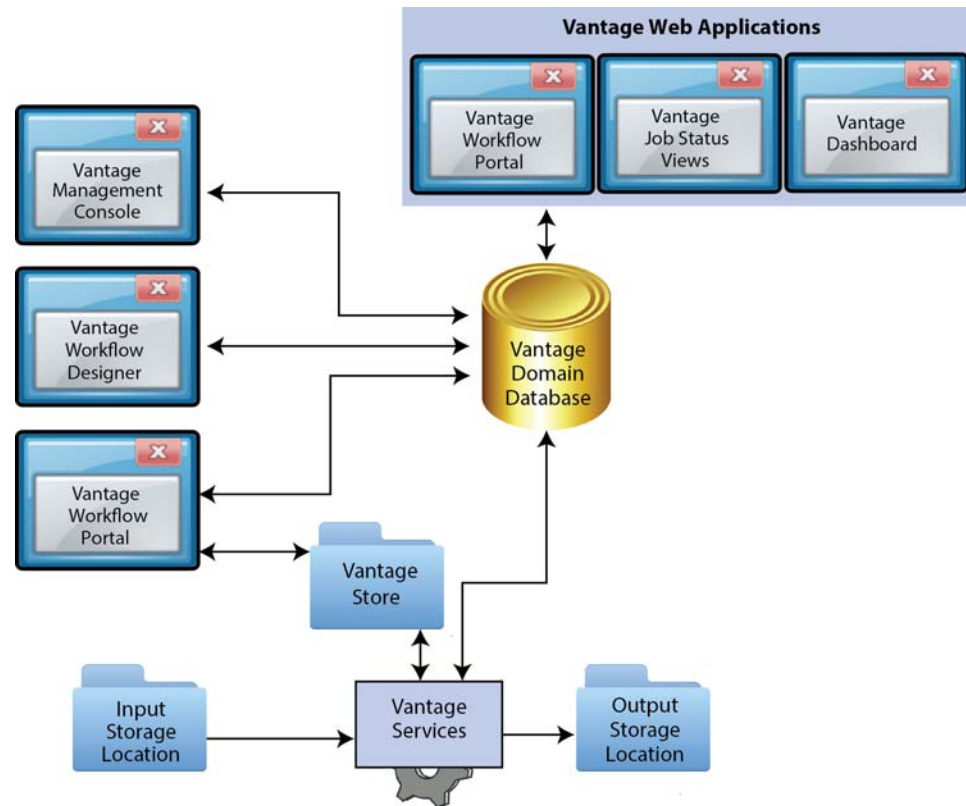 Vantage Web Applications
Vantage
Workflow
Portal
Vantage
Job Status
Views
Vantage
Dashboard
Vantage
Management
Console
Vantage
Workflow
Designer
Vantage
Domain
Database
Vantage
Workflow
Portal
Vantage
Store
Input
Storage
Location
Vantage
Services
Output
Storage
Location